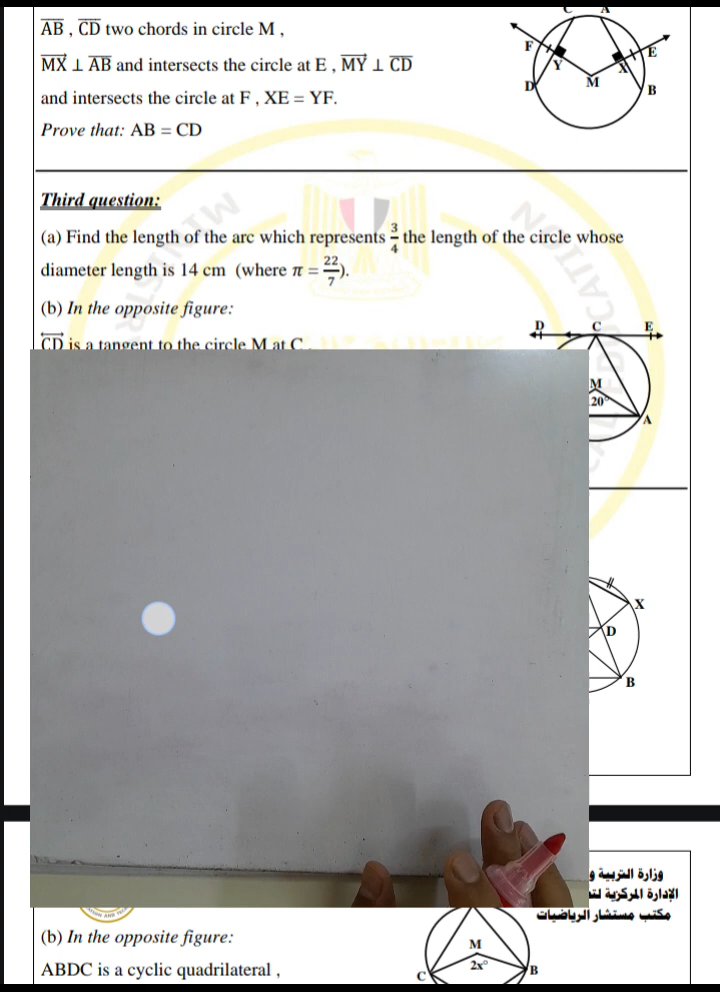 AB , CD two chords in circle M ,
MX ⊥ AB and intersects the circle at E , MY ⊥ CD
and intersects the circle at F , XE = YF.
Prove that: AB = CD
C A
F E
Y X
D M B
Third question:
(a) Find the length of the arc which represents 3/4 the length of the circle whose
diameter length is 14 cm (where π = 22/7).
(b) In the opposite figure:
CD is a tangent to the circle M at C
D C E
M
20°
A
X
D
B
وزارة التربية و
الإدارة المركزية
مكتب مستشار الرياضيات
(b) In the opposite figure:
ABDC is a cyclic quadrilateral ,
M
2x°
C B